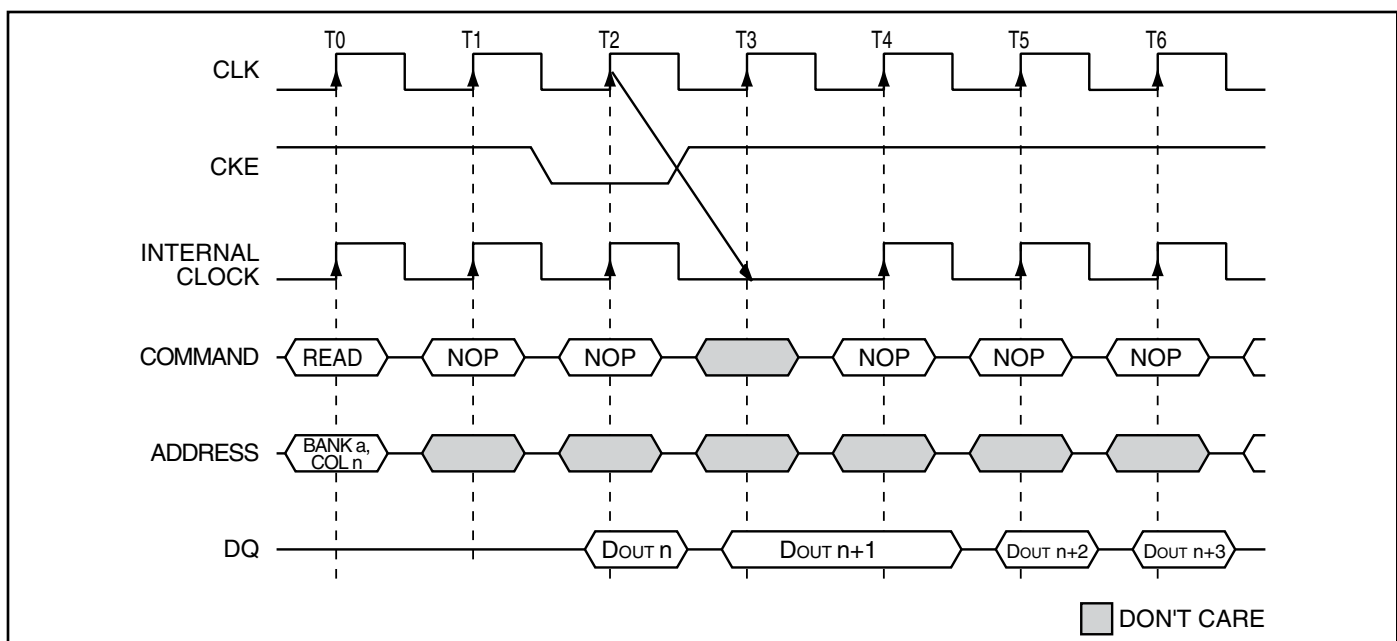 T0 T1 T2 T3 T4 T5 T6
CLK
CKE
INTERNAL
CLOCK
COMMAND READ NOP NOP NOP NOP NOP
ADDRESS BANK a,
COL n
DQ DOUT n DOUT n+1 DOUT n+2 DOUT n+3
DON'T CARE